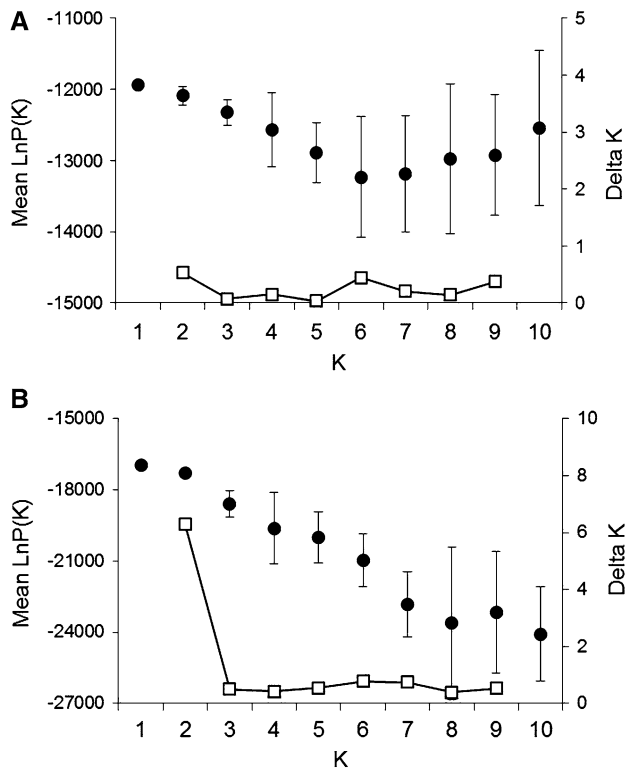 A
-11000
-12000
-13000
-14000
-15000
Mean LnP(K)
5
4
3
2
1
0
Delta K
1 2 3 4 5 6 7 8 9 10
K
B
-15000
-18000
-21000
-24000
-27000
Mean LnP(K)
10
8
6
4
2
0
Delta K
1 2 3 4 5 6 7 8 9 10
K